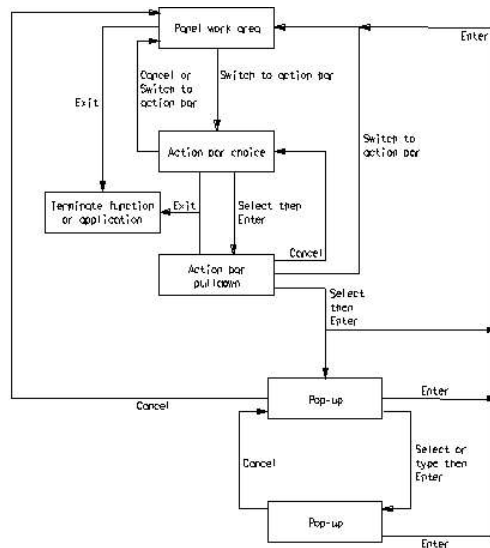 Panel work area
Enter
Cancel or
Switch to
action bar
Switch to action bar
Exit
Switch to
action bar
Action bar choice
Terminate function
or application
Exit
Select then
Enter
Cancel
Action bar
pulldown
Select
then
Enter
Pop-up
Enter
Cancel
Cancel
Select or
type then
Enter
Pop-up
Enter